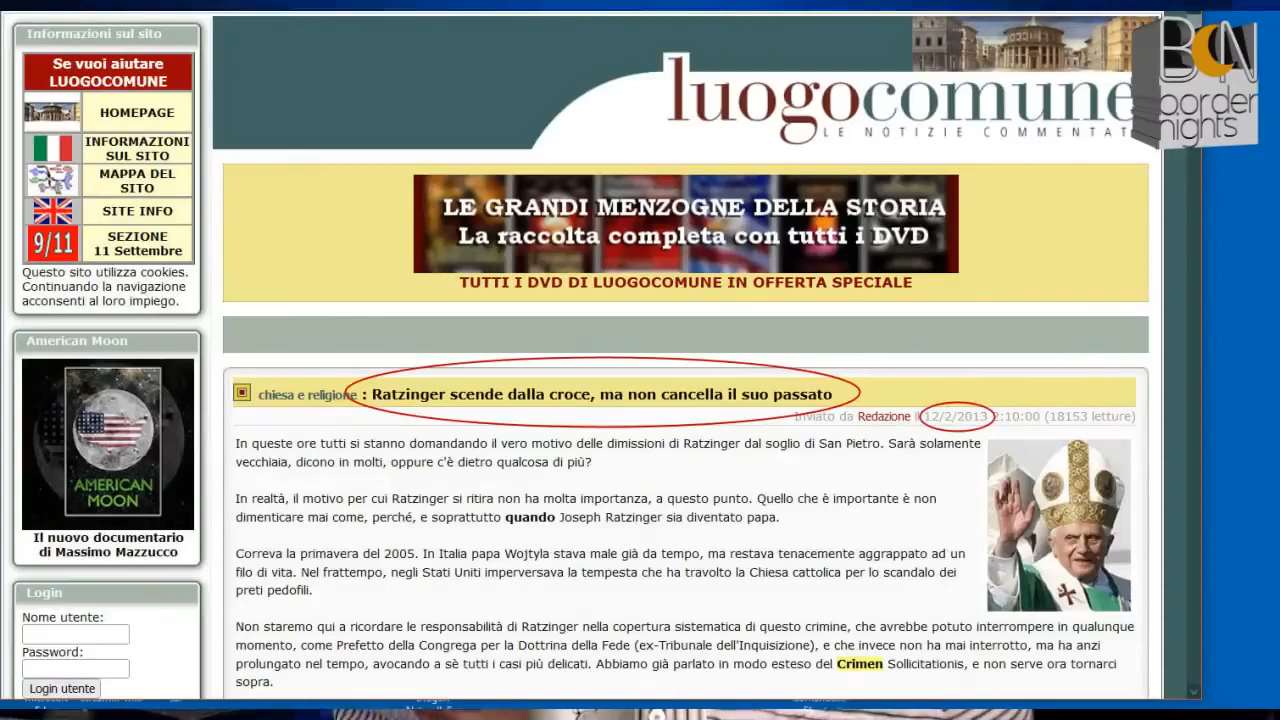 Informazioni sul sito
Se vuoi aiutare
LUOGOCOMUNE
HOMEPAGE
INFORMAZIONI
SUL SITO
MAPPA DEL
SITO
SITE INFO
9/11
SEZIONE
11 Settembre
Questo sito utilizza cookies.
Continuando la navigazione
acconsenti al loro impiego.
American Moon
AMERICAN
MOON
Il nuovo documentario
di Massimo Mazzucco
Login
Nome utente:
Password:
Login utente
luogocomune
LE NOTIZIE COMMENTAT
BN
border
nights
LE GRANDI MENZOGNE DELLA STORIA
La raccolta completa con tutti i DVD
TUTTI I DVD DI LUOGOCOMUNE IN OFFERTA SPECIALE
chiesa e religione : Ratzinger scende dalla croce, ma non cancella il suo passato
Inviato da Redazione il 12/2/2013 2:10:00 (18153 letture)
In queste ore tutti si stanno domandando il vero motivo delle dimissioni di Ratzinger dal soglio di San Pietro. Sarà solamente
vecchiaia, dicono in molti, oppure c'è dietro qualcosa di più?
In realtà, il motivo per cui Ratzinger si ritira non ha molta importanza, a questo punto. Quello che è importante è non
dimenticare mai come, perché, e soprattutto quando Joseph Ratzinger sia diventato papa.
Correva la primavera del 2005. In Italia papa Wojtyla stava male già da tempo, ma restava tenacemente aggrappato ad un
filo di vita. Nel frattempo, negli Stati Uniti imperversava la tempesta che ha travolto la Chiesa cattolica per lo scandalo dei
preti pedofili.
Non staremo qui a ricordare le responsabilità di Ratzinger nella copertura sistematica di questo crimine, che avrebbe potuto interrompere in qualunque
momento, come Prefetto della Congrega per la Dottrina della Fede (ex-Tribunale dell'Inquisizione), e che invece non ha mai interrotto, ma ha anzi
prolungato nel tempo, avocando a sè tutti i casi più delicati. Abbiamo già parlato in modo esteso del Crimen Sollicitationis, e non serve ora tornarci
sopra.